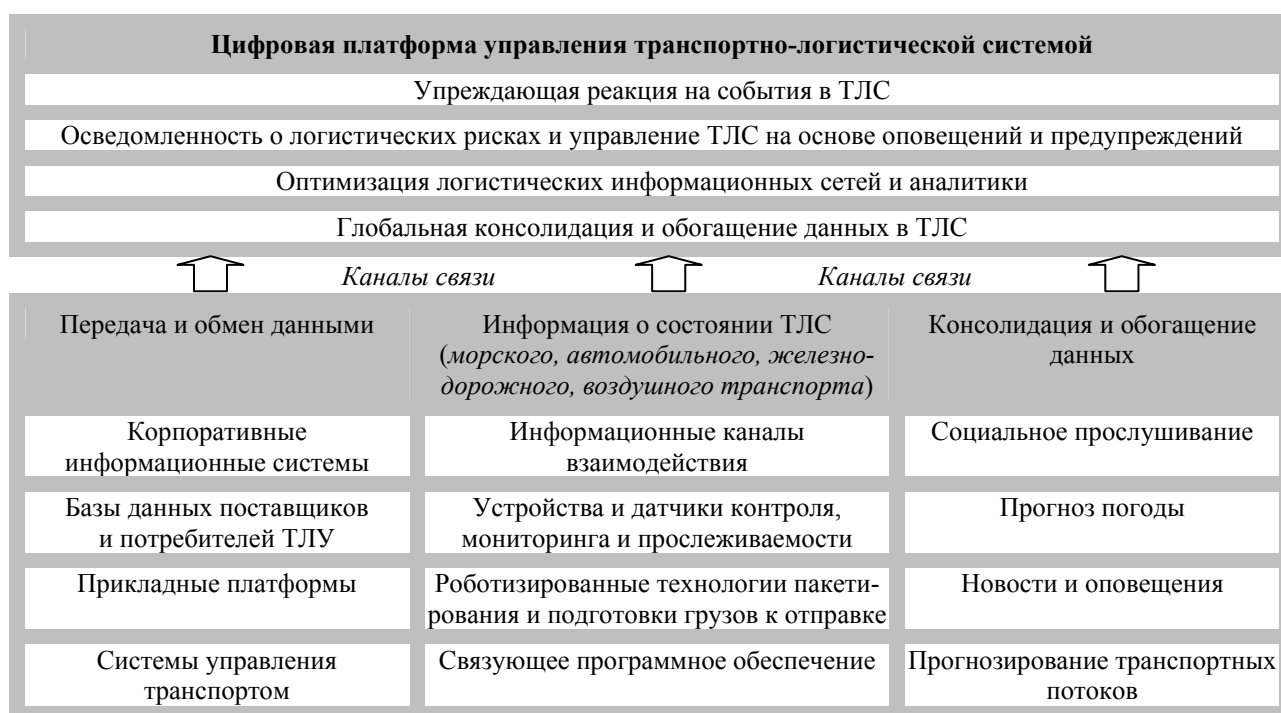 Цифровая платформа управления транспортно-логистической системой
Упреждающая реакция на события в ТЛС
Осведомленность о логистических рисках и управление ТЛС на основе оповещений и предупреждений
Оптимизация логистических информационных сетей и аналитики
Глобальная консолидация и обогащение данных в ТЛС
Каналы связи
Каналы связи
Передача и обмен данными
Информация о состоянии ТЛС
(морского, автомобильного, железно-
дорожного, воздушного транспорта)
Консолидация и обогащение
данных
Корпоративные
информационные системы
Информационные каналы
взаимодействия
Социальное прослушивание
Базы данных поставщиков
и потребителей ТЛУ
Устройства и датчики контроля,
мониторинга и прослеживаемости
Прогноз погоды
Прикладные платформы
Роботизированные технологии пакети-
рования и подготовки грузов к отправке
Новости и оповещения
Системы управления
транспортом
Связующее программное обеспечение
Прогнозирование транспортных
потоков